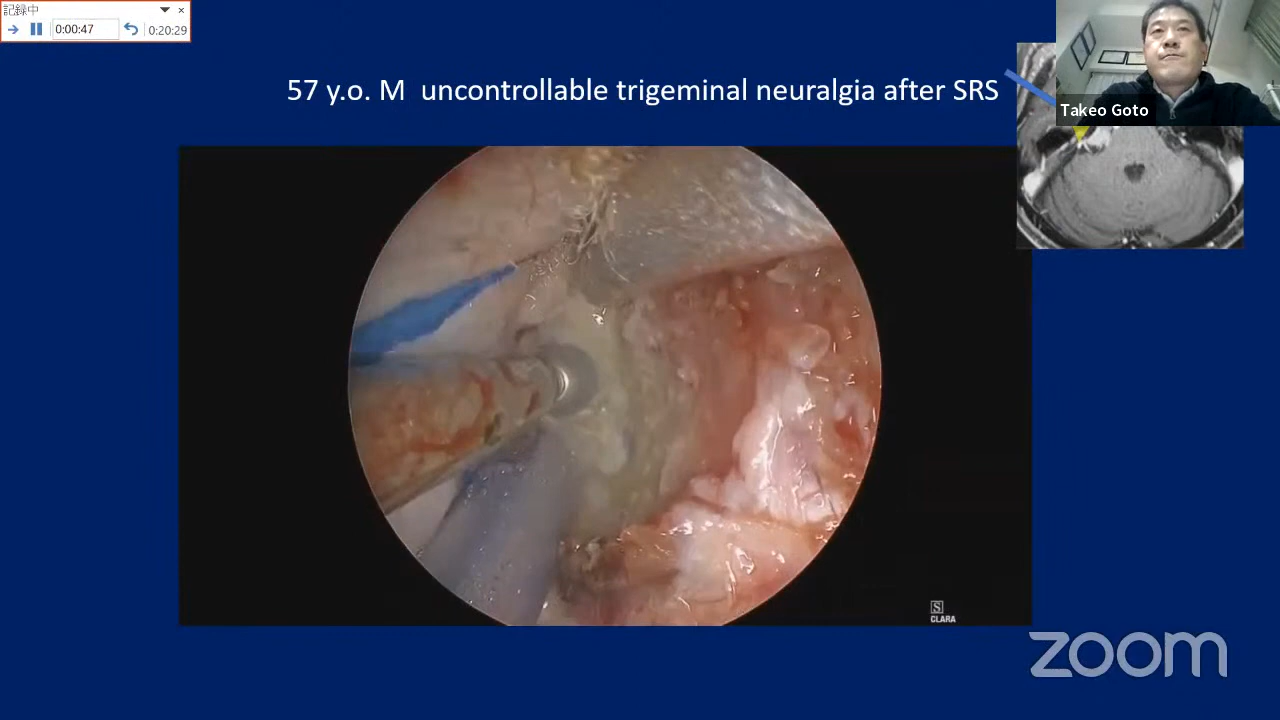 記録中
0:00:47
0:20:29
57 y.o. M uncontrollable trigeminal neuralgia after SRS
Takeo Goto
S
CLARA
zoom